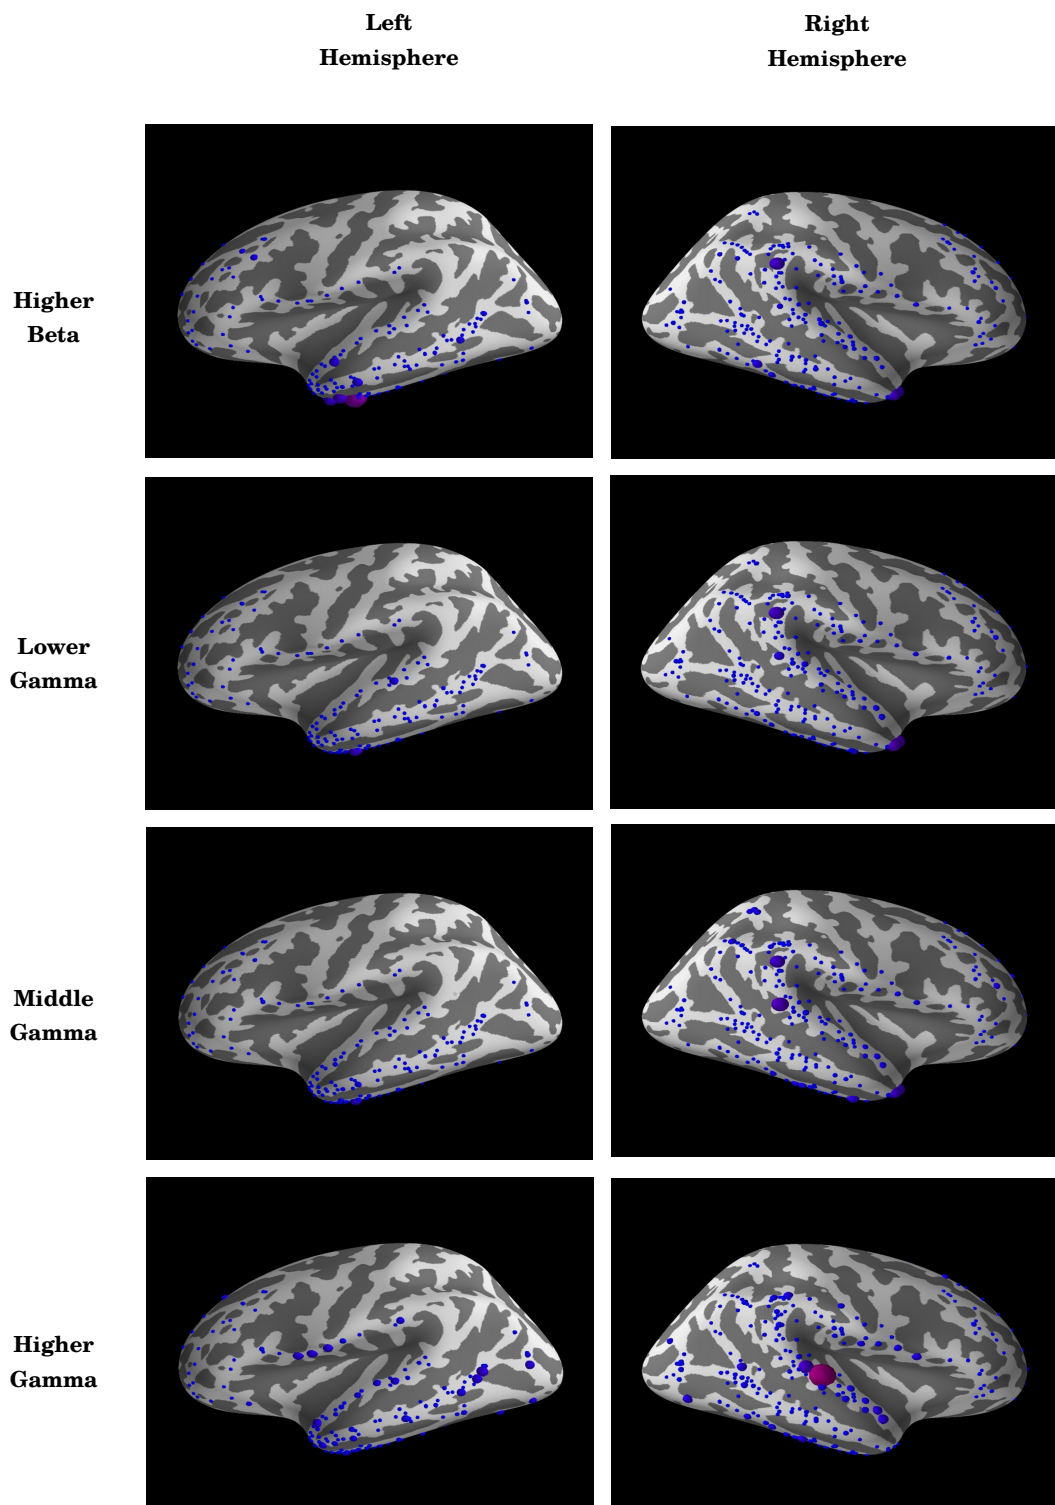 Left
Hemisphere
Right
Hemisphere
Higher
Beta
Lower
Gamma
Middle
Gamma
Higher
Gamma